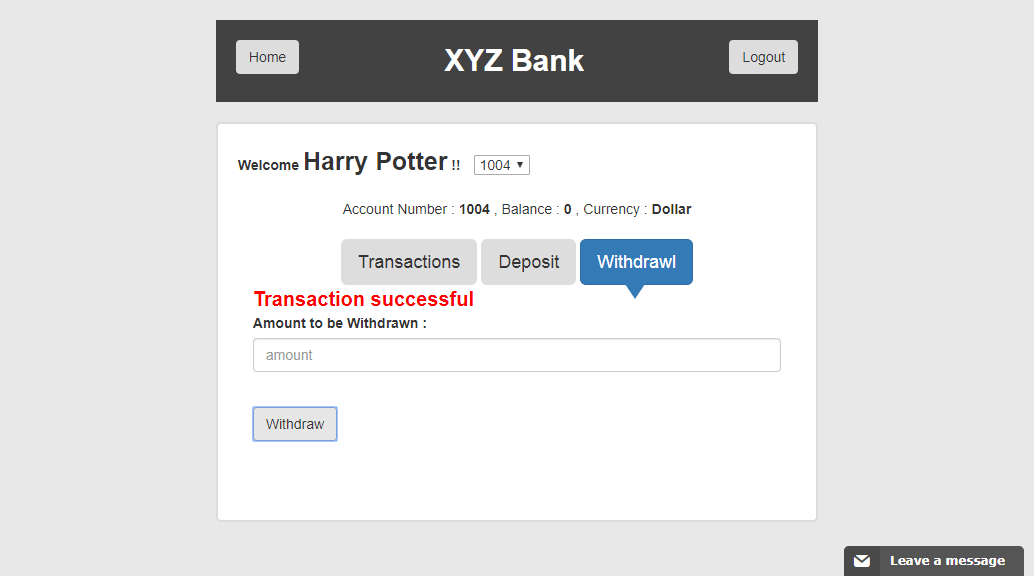 Home
XYZ Bank
Logout
Welcome Harry Potter !! 1004
Account Number : 1004 , Balance : 0 , Currency : Dollar
Transactions
Deposit
Withdrawl
Transaction successful
Amount to be Withdrawn :
amount
Withdraw
Leave a message